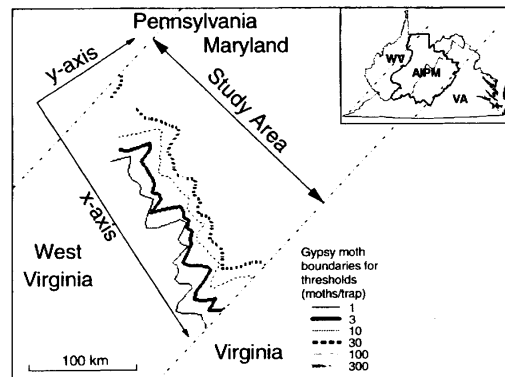 Pennsylvania
Maryland
y-axis
Study Area
x-axis
West
Virginia
Virginia
100 km
WV
AIPM
VA
Gypsy moth
boundaries for
thresholds
(moths/trap)
1
3
10
30
100
300